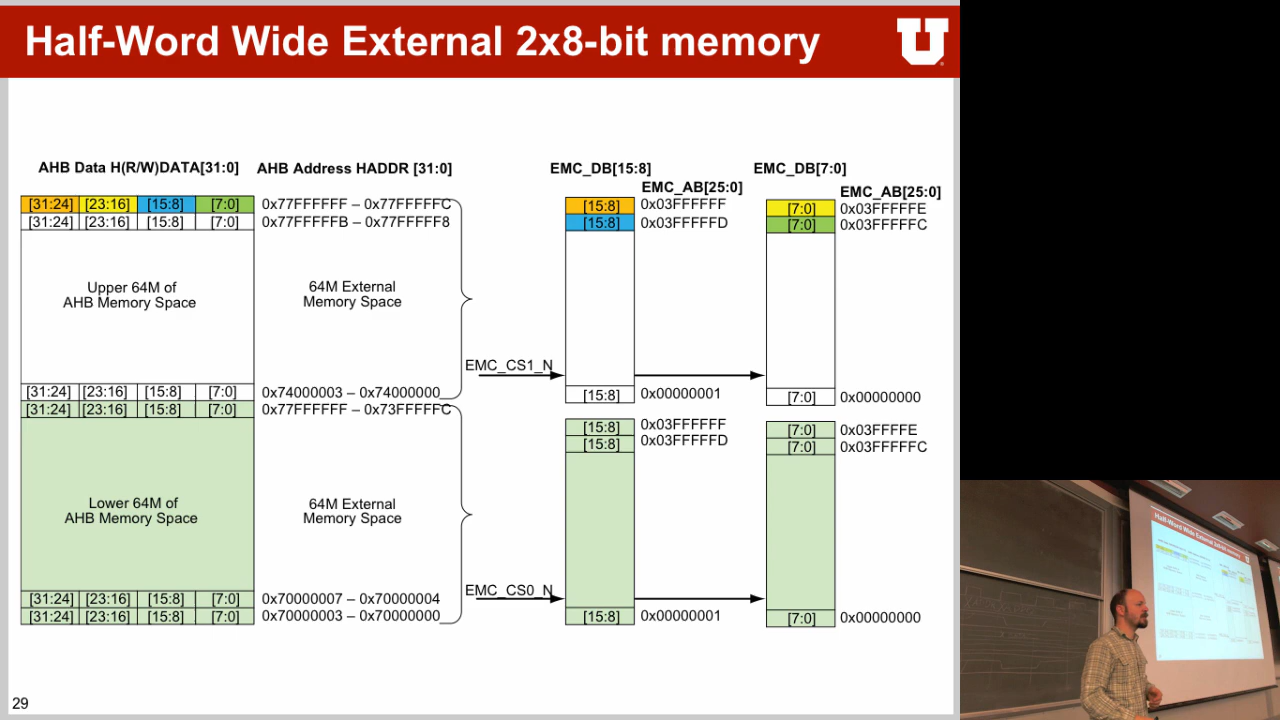 Half-Word Wide External 2x8-bit memory
U
AHB Data H(R/W)DATA[31:0] AHB Address HADDR [31:0] EMC_DB[15:8] EMC_DB[7:0]
EMC_AB[25:0] EMC_AB[25:0]
[31:24] [23:16] [15:8] [7:0] 0x77FFFFFF – 0x77FFFFFC [15:8] 0x03FFFFFF [7:0] 0x03FFFFFE
[31:24] [23:16] [15:8] [7:0] 0x77FFFFFB – 0x77FFFFF8 [15:8] 0x03FFFFFD [7:0] 0x03FFFFFC
Upper 64M of 64M External
AHB Memory Space Memory Space
EMC_CS1_N
[31:24] [23:16] [15:8] [7:0] 0x74000003 – 0x74000000 [15:8] 0x00000001 [7:0] 0x00000000
[31:24] [23:16] [15:8] [7:0] 0x77FFFFFF – 0x73FFFFFC
[15:8] 0x03FFFFFF [7:0] 0x03FFFFE
[15:8] 0x03FFFFFD [7:0] 0x03FFFFFC
Lower 64M of 64M External
AHB Memory Space Memory Space
EMC_CS0_N
[31:24] [23:16] [15:8] [7:0] 0x70000007 – 0x70000004
[31:24] [23:16] [15:8] [7:0] 0x70000003 – 0x70000000 [15:8] 0x00000001 [7:0] 0x00000000
29
Half-Word Wide External 2x8-bit memory